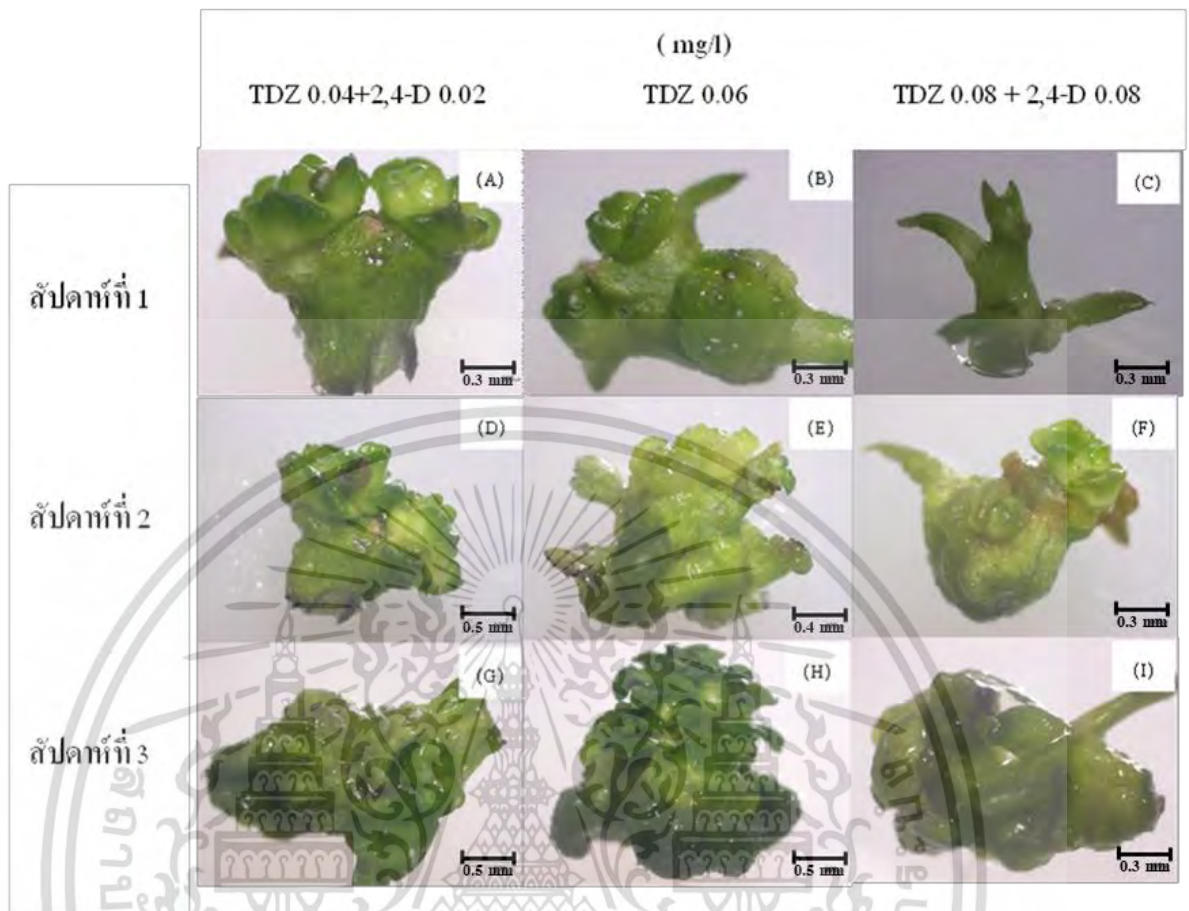 ( mg/l)
TDZ 0.04+2,4-D 0.02 TDZ 0.06 TDZ 0.08 + 2,4-D 0.08
สัปดาห์ที่ 1
(A) (B) (C)
0.3 mm 0.3 mm 0.3 mm
สัปดาห์ที่ 2
(D) (E) (F)
0.5 mm 0.4 mm 0.3 mm
สัปดาห์ที่ 3
(G) (H) (I)
0.5 mm 0.5 mm 0.3 mm